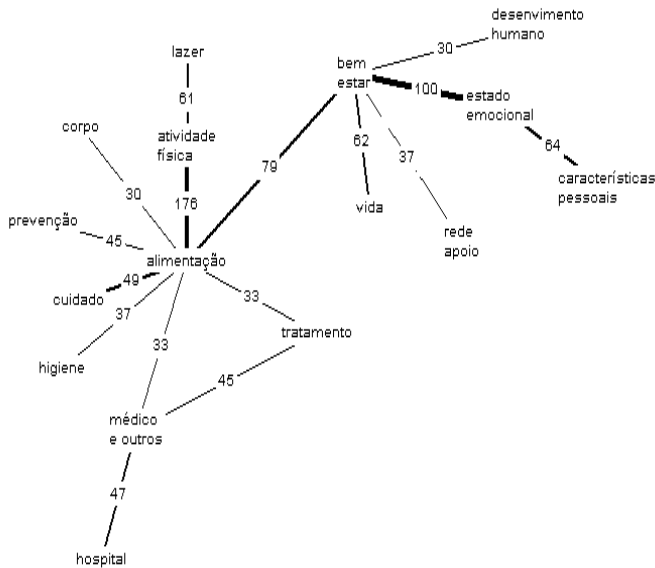 desenvimento
humano
lazer
bem
estar
30
100
estado
emocional
61
corpo
atividade
física
62
37
64
79
características
pessoais
30
176
vida
prevenção
45
rede
apoio
alimentação
49
cuidado
33
37
tratamento
33
higiene
45
médico
e outros
47
hospital